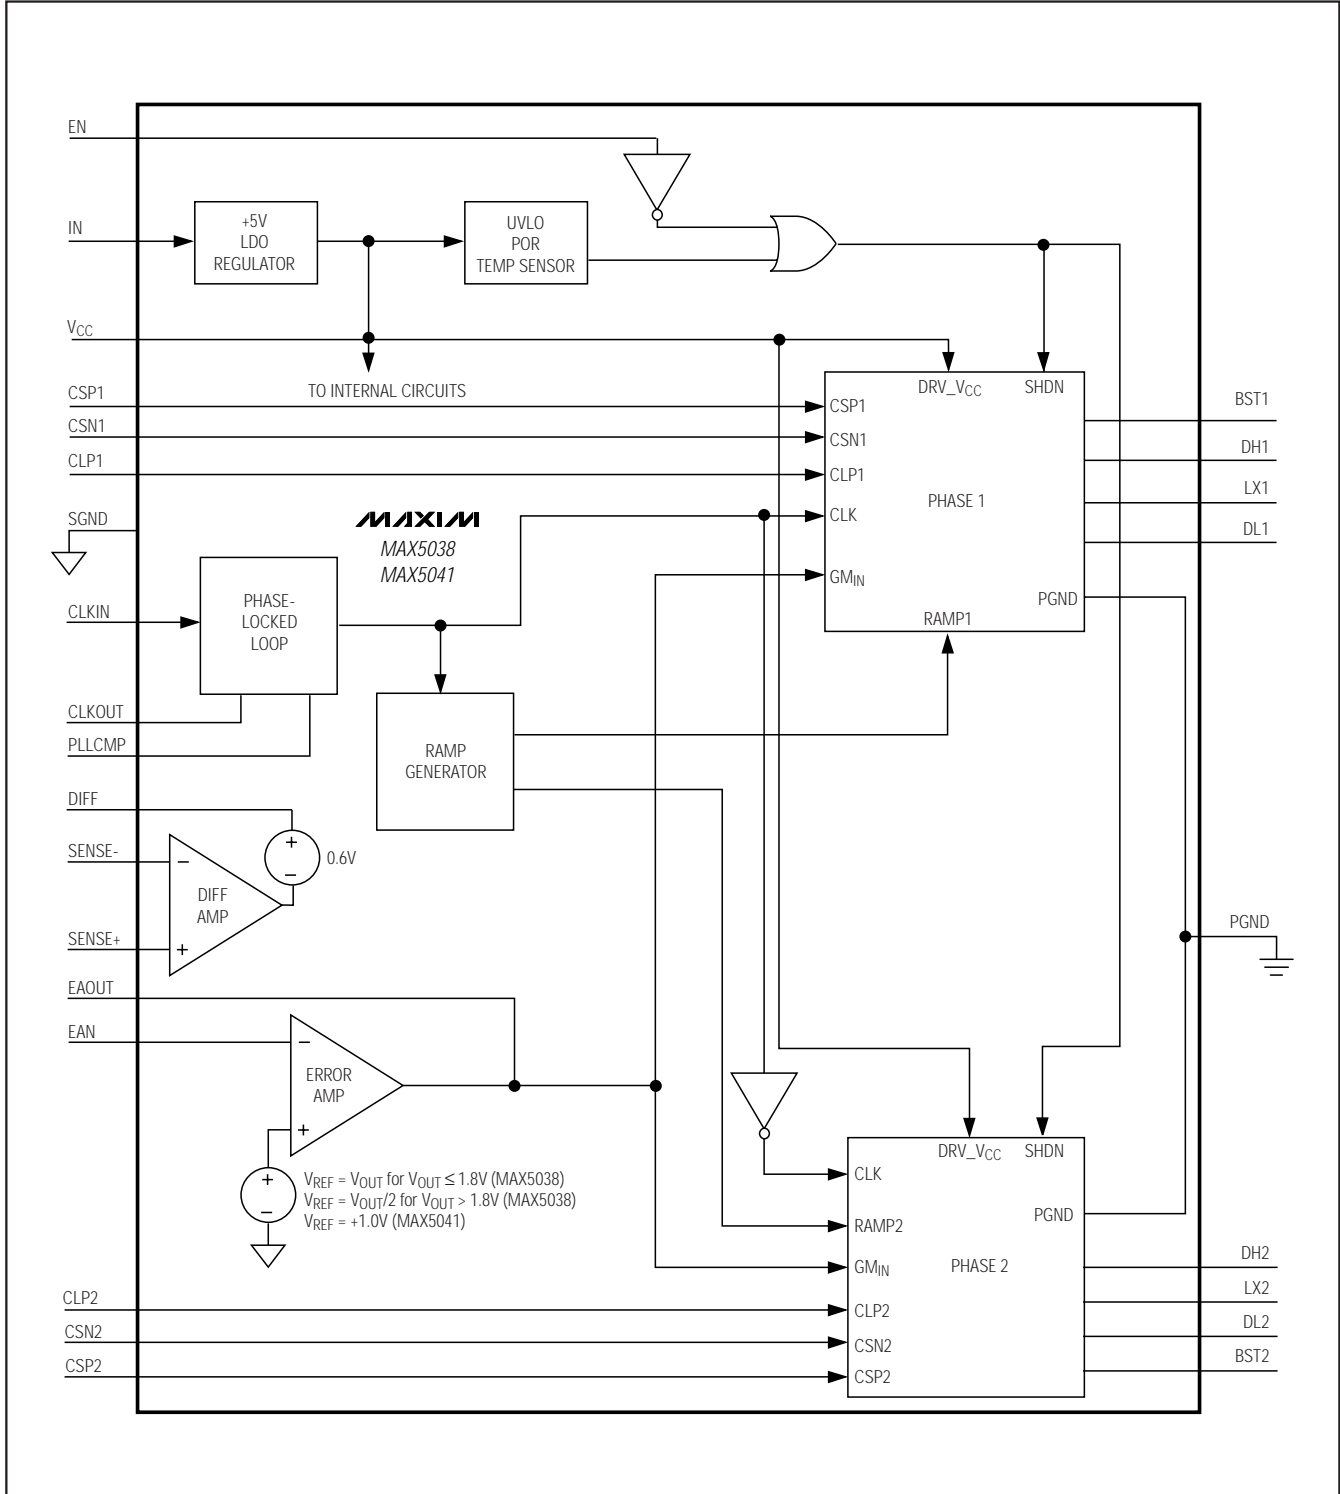 EN
IN
+5V
LDO
REGULATOR
UVLO
POR
TEMP SENSOR
VCC
TO INTERNAL CIRCUITS
DRV_VCC
SHDN
CSP1
CSN1
CLP1
CSP1
CSN1
CLP1
CLK
GMIN
PHASE 1
PGND
RAMP1
BST1
DH1
LX1
DL1
SGND
MAXIM
MAX5038
MAX5041
CLKIN
PHASE-
LOCKED
LOOP
CLKOUT
PLLCMP
RAMP
GENERATOR
DIFF
+
−
0.6V
SENSE-
−
DIFF
AMP
SENSE+
+
PGND
EAOUT
EAN
−
ERROR
AMP
+
+
−
VREF = VOUT for VOUT ≤ 1.8V (MAX5038)
VREF = VOUT/2 for VOUT > 1.8V (MAX5038)
VREF = +1.0V (MAX5041)
DRV_VCC
SHDN
CLK
RAMP2
GMIN
CLP2
CSN2
CSP2
PHASE 2
PGND
DH2
LX2
DL2
BST2
CLP2
CSN2
CSP2